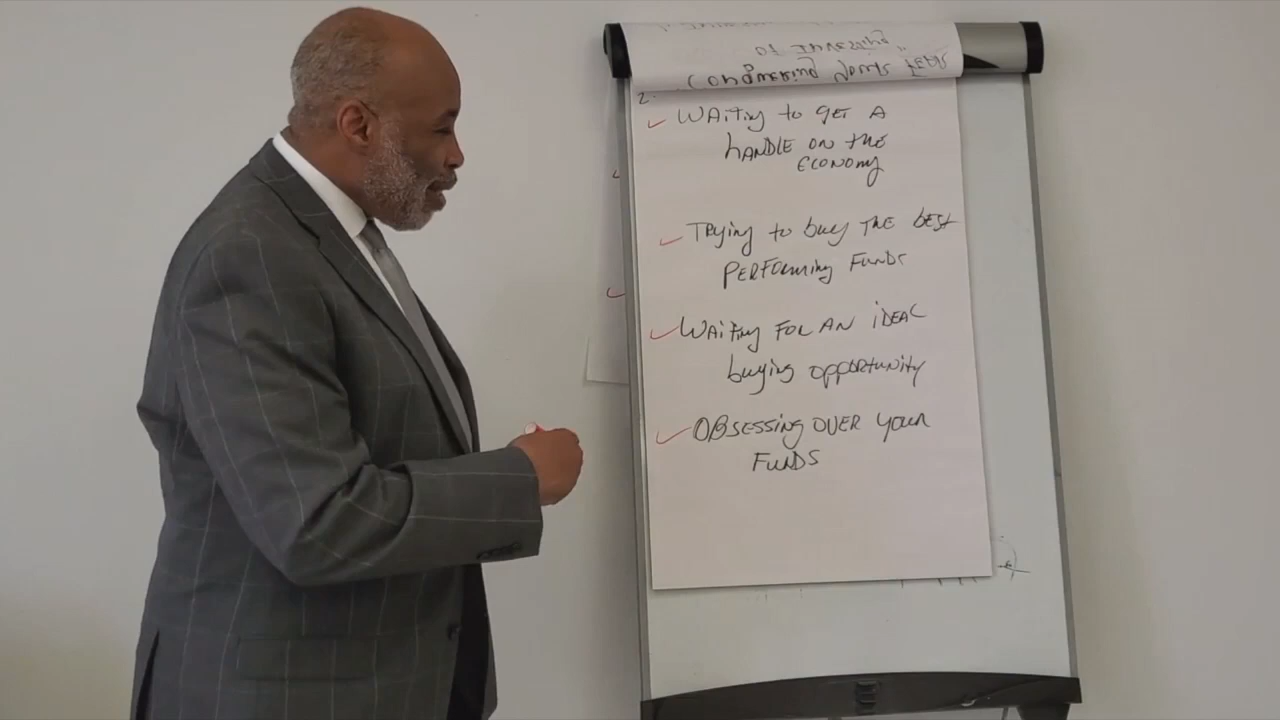 2.
WAiting to get A
hANDLE ON the
ECONOMY
TRying to buy THE bEST
PERFORming FUNDS
WAiting FOR AN iDEAL
buying opportunity
OBSESSING OVER YOUR
FUNDS